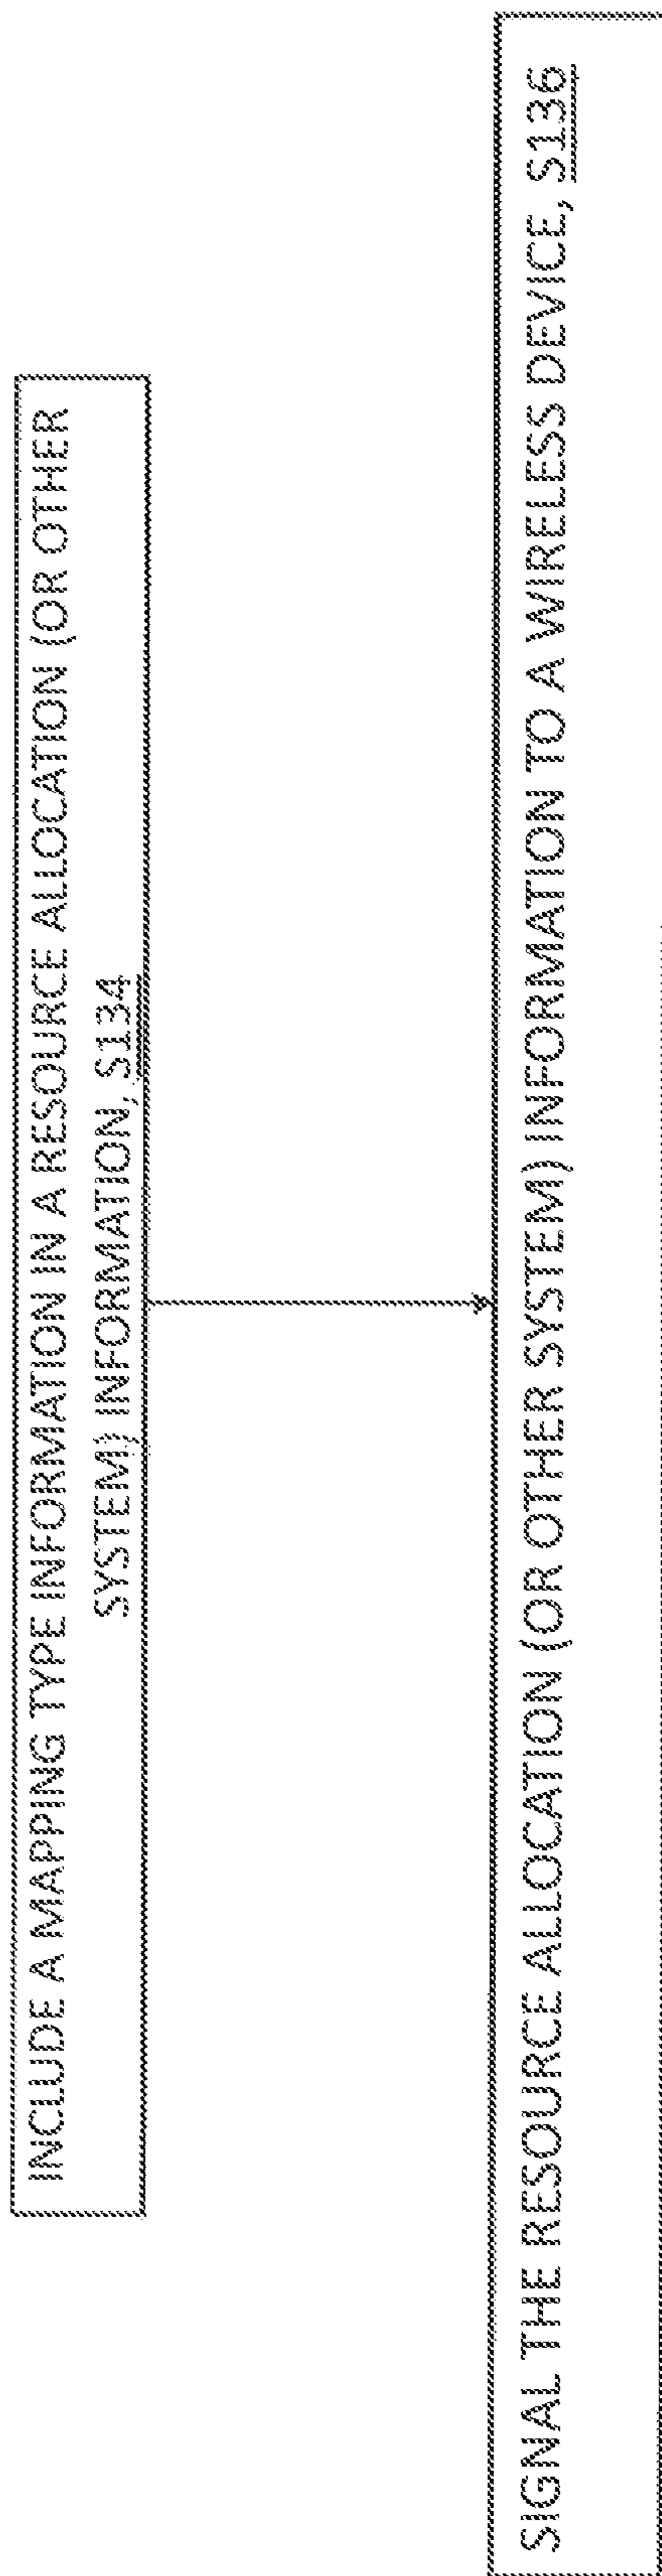 INCLUDE A MAPPING TYPE INFORMATION IN A RESOURCE ALLOCATION (OR OTHER
SYSTEM) INFORMATION, S134
SIGNAL THE RESOURCE ALLOCATION (OR OTHER SYSTEM) INFORMATION TO A WIRELESS DEVICE, S136